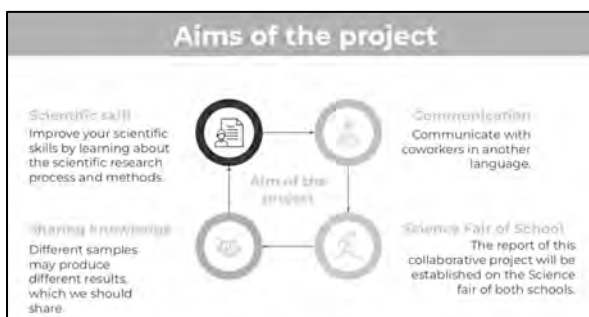 Aims of the project
Scientific skill
Improve your scientific
skills by learning about
the scientific research
process and methods.
Communication
Communicate with
coworkers in another
language.
Aim of the
project
Sharing knowledge
Different samples
may produce
different results,
which we should
share.
Science Fair of School
The report of this
collaborative project will be
established on the Science
fair of both schools.